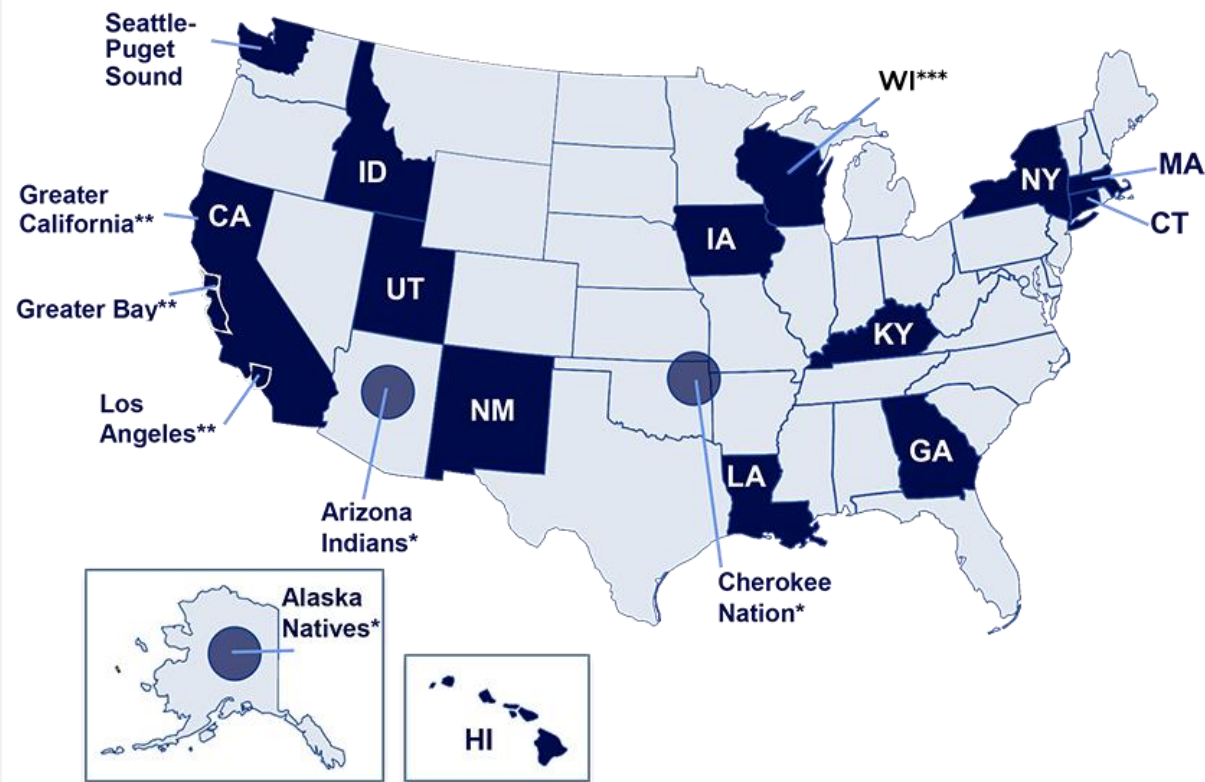 Seattle-
Puget
Sound
WI***
ID
NY
MA
Greater
California**
CA
CT
IA
UT
Greater Bay**
KY
Los
Angeles**
NM
GA
LA
Arizona
Indians*
Cherokee
Nation*
Alaska
Natives*
HI